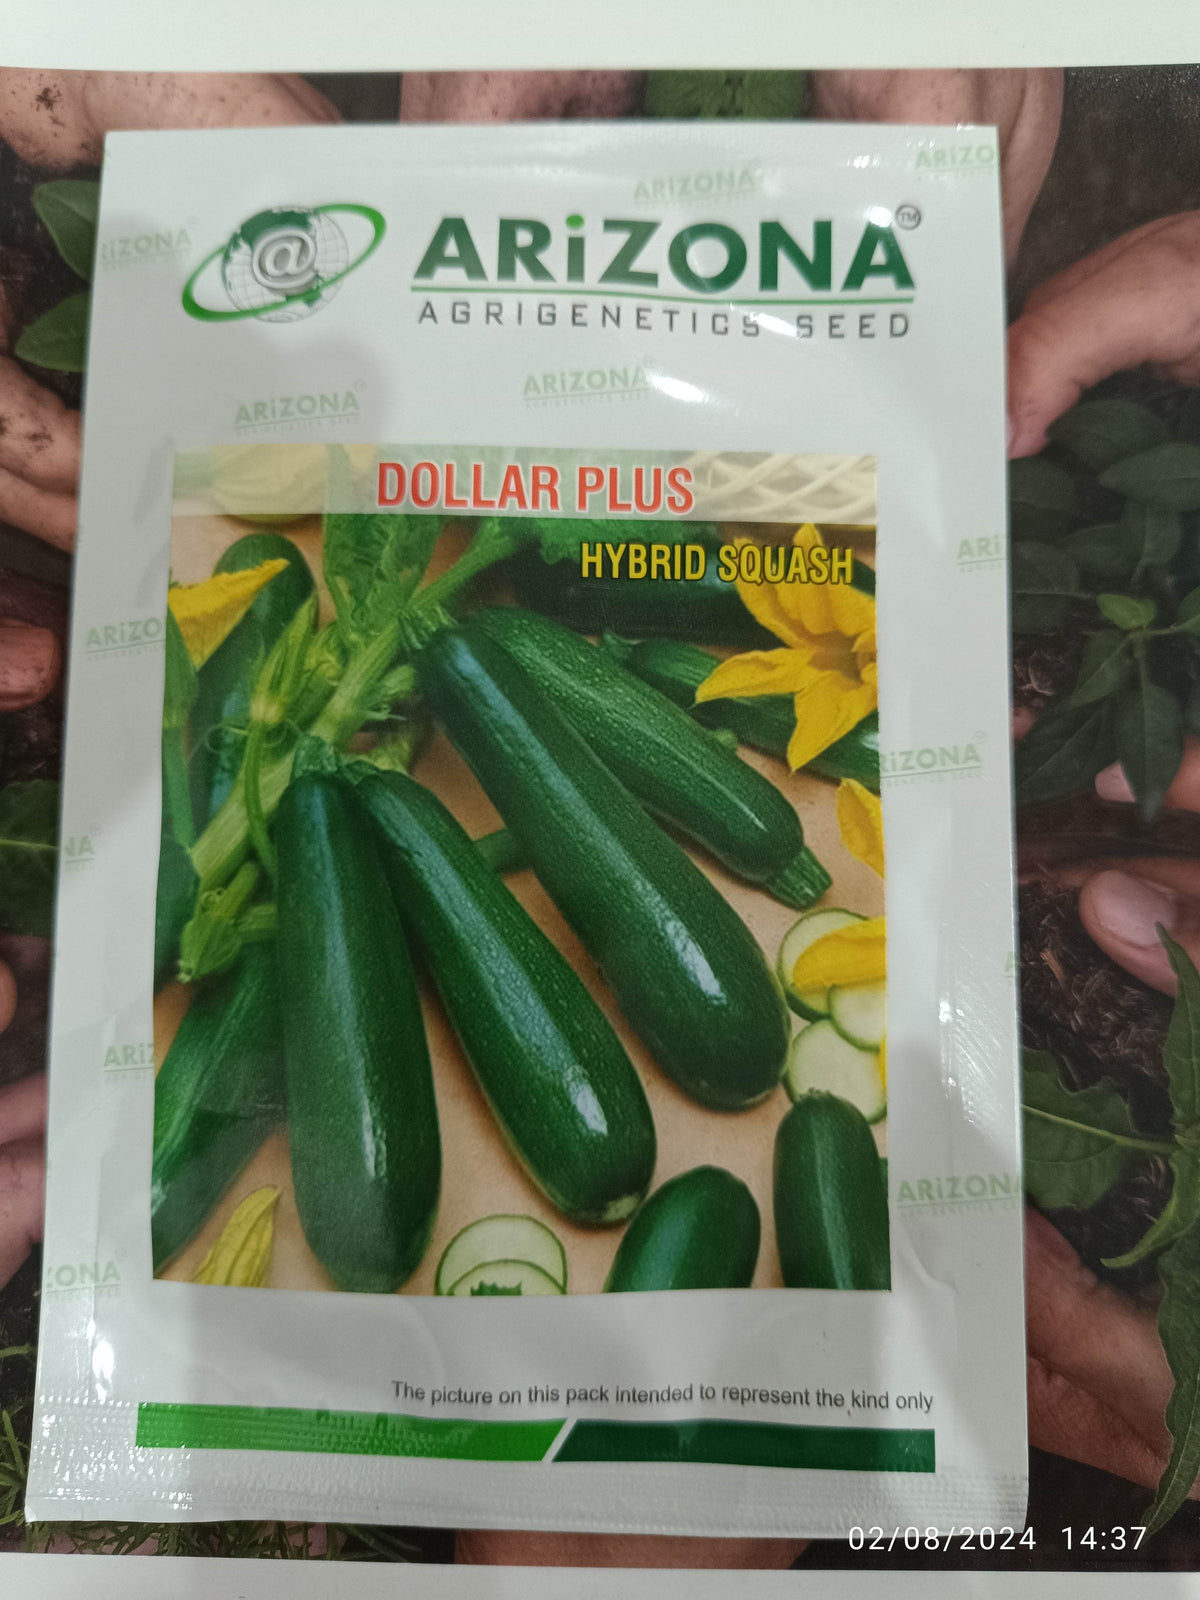 ARiZONA™
AGRIGENETICS SEED
DOLLAR PLUS
HYBRID SQUASH
The picture on this pack intended to represent the kind only
02/08/2024 14:37